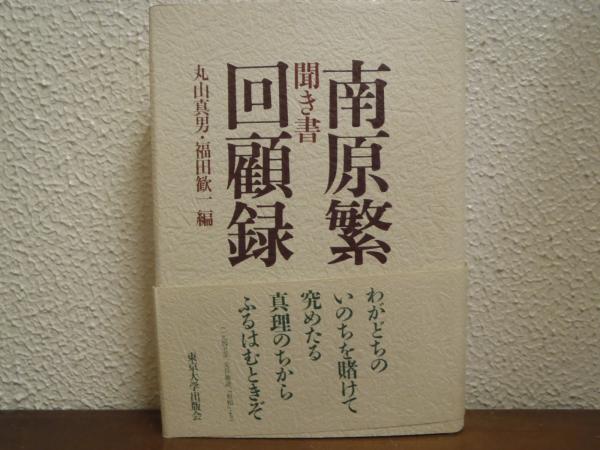 聞き書
南原繁
回顧録
丸山真男・福田歓一 編
わがどちの
いのちを賭けて
究めたる
真理のちから
ふるはむときぞ
東京大学出版会